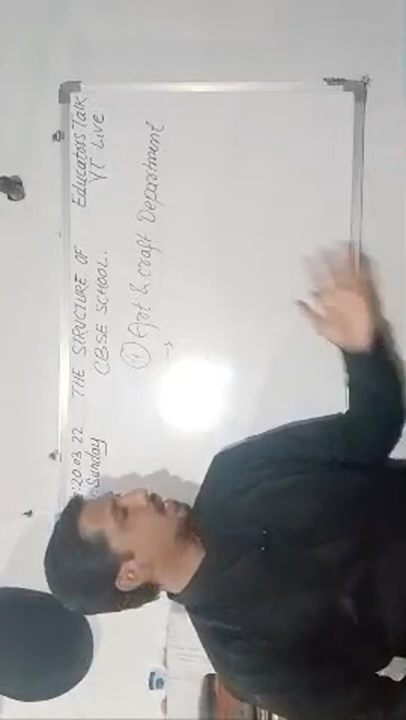 :20.03 22 THE STRUCTURE OF Educators Talk
Sunday CBSE SCHOOL. YT Live
① Art & craft Department
→